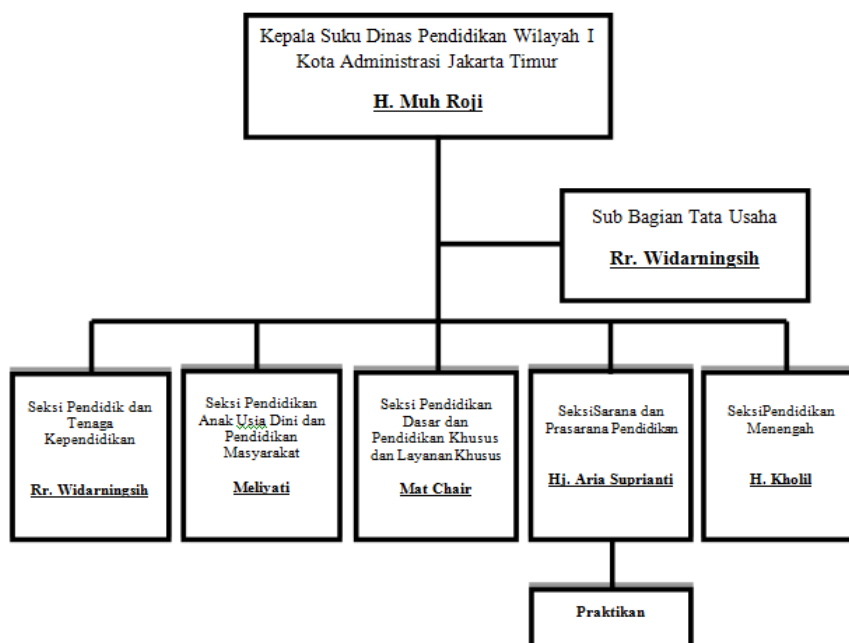 Kepala Suku Dinas Pendidikan Wilayah I
Kota Administrasi Jakarta Timur
H. Muh Roji
Sub Bagian Tata Usaha
Rr. Widarningsih
Seksi Pendidik dan
Tenaga
Kependidikan
Rr. Widarningsih
Seksi Pendidikan
Anak Usia Dini dan
Pendidikan
Masyarakat
Meliyati
Seksi Pendidikan
Dasar dan
Pendidikan Khusus
dan Layanan Khusus
Mat Chair
SeksiSarana dan
Prasarana Pendidikan
Hj. Aria Suprianti
SeksiPendidikan
Menengah
H. Kholil
Praktikan